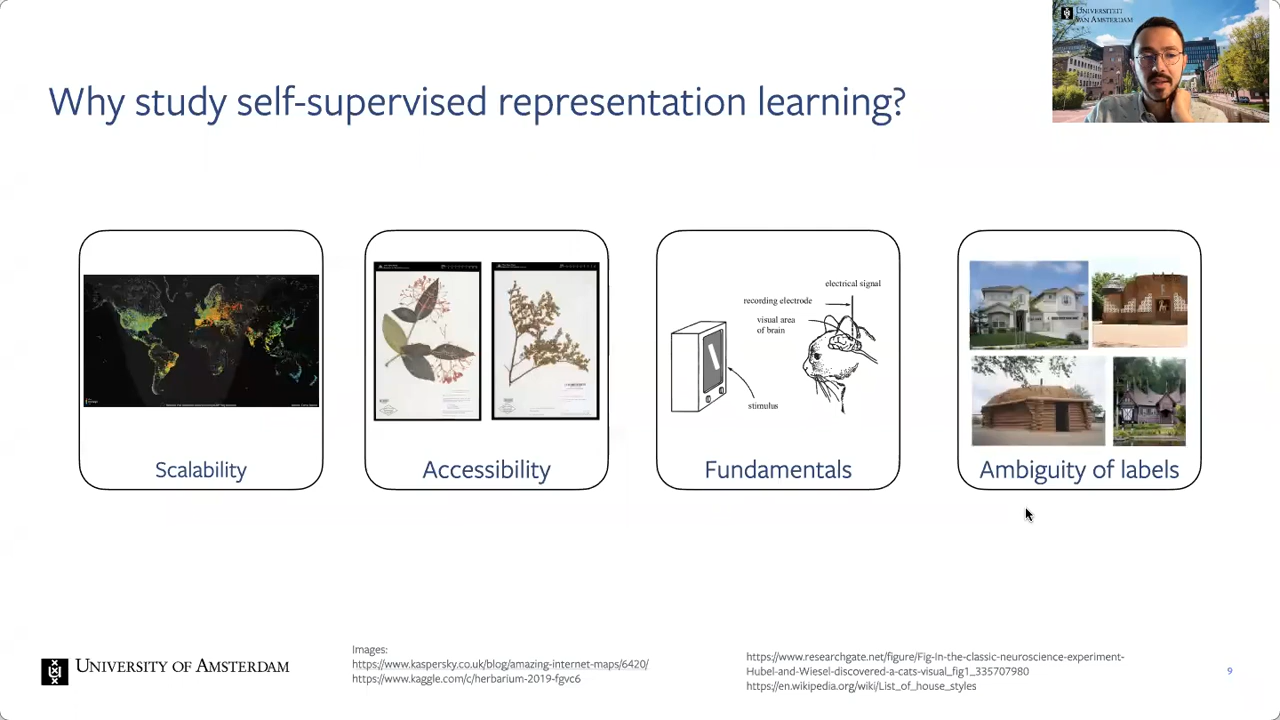 UNIVERSITEIT
VAN AMSTERDAM
Why study self-supervised representation learning?
Scalability
Accessibility
electrical signal
recording electrode
visual area
of brain
stimulus
Fundamentals
Ambiguity of labels
UNIVERSITY OF AMSTERDAM
Images:
https://www.kaspersky.co.uk/blog/amazing-internet-maps/6420/
https://www.kaggle.com/c/herbarium-2019-fgvc6
https://www.researchgate.net/figure/Fig-In-the-classic-neuroscience-experiment-
Hubel-and-Wiesel-discovered-a-cats-visual_fig1_335707980
https://en.wikipedia.org/wiki/List_of_house_styles
9